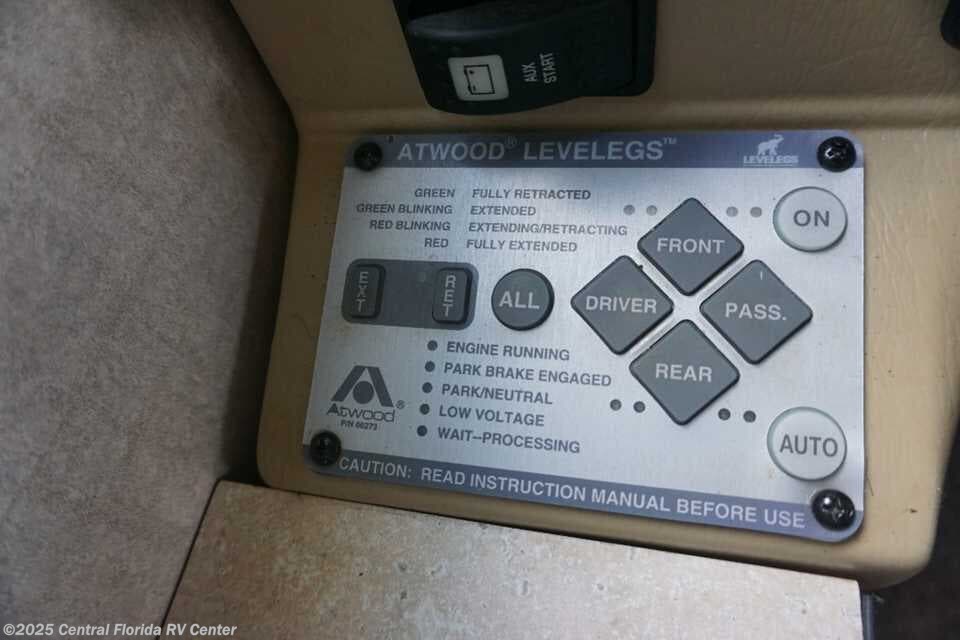 AUX
START
ATWOOD® LEVELEGS™
LEVELEGS
GREEN FULLY RETRACTED
GREEN BLINKING EXTENDED
RED BLINKING EXTENDING/RETRACTING
RED FULLY EXTENDED
ON
FRONT
EXT
RET
ALL
DRIVER
PASS.
REAR
ENGINE RUNNING
PARK BRAKE ENGAGED
PARK/NEUTRAL
LOW VOLTAGE
WAIT--PROCESSING
Atwood®
P/N 66273
AUTO
CAUTION: READ INSTRUCTION MANUAL BEFORE USE
©2025 Central Florida RV Center